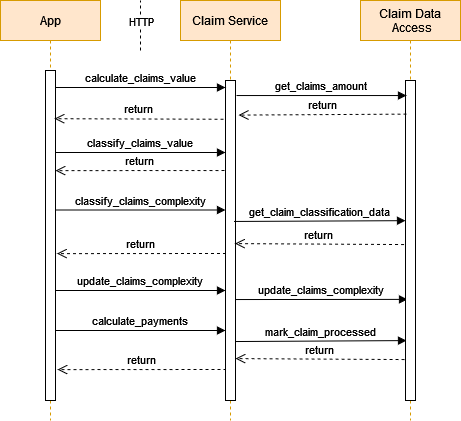 App
HTTP
Claim Service
Claim Data
Access
calculate_claims_value
get_claims_amount
return
return
classify_claims_value
return
classify_claims_complexity
get_claim_classification_data
return
return
update_claims_complexity
update_claims_complexity
calculate_payments
mark_claim_processed
return
return